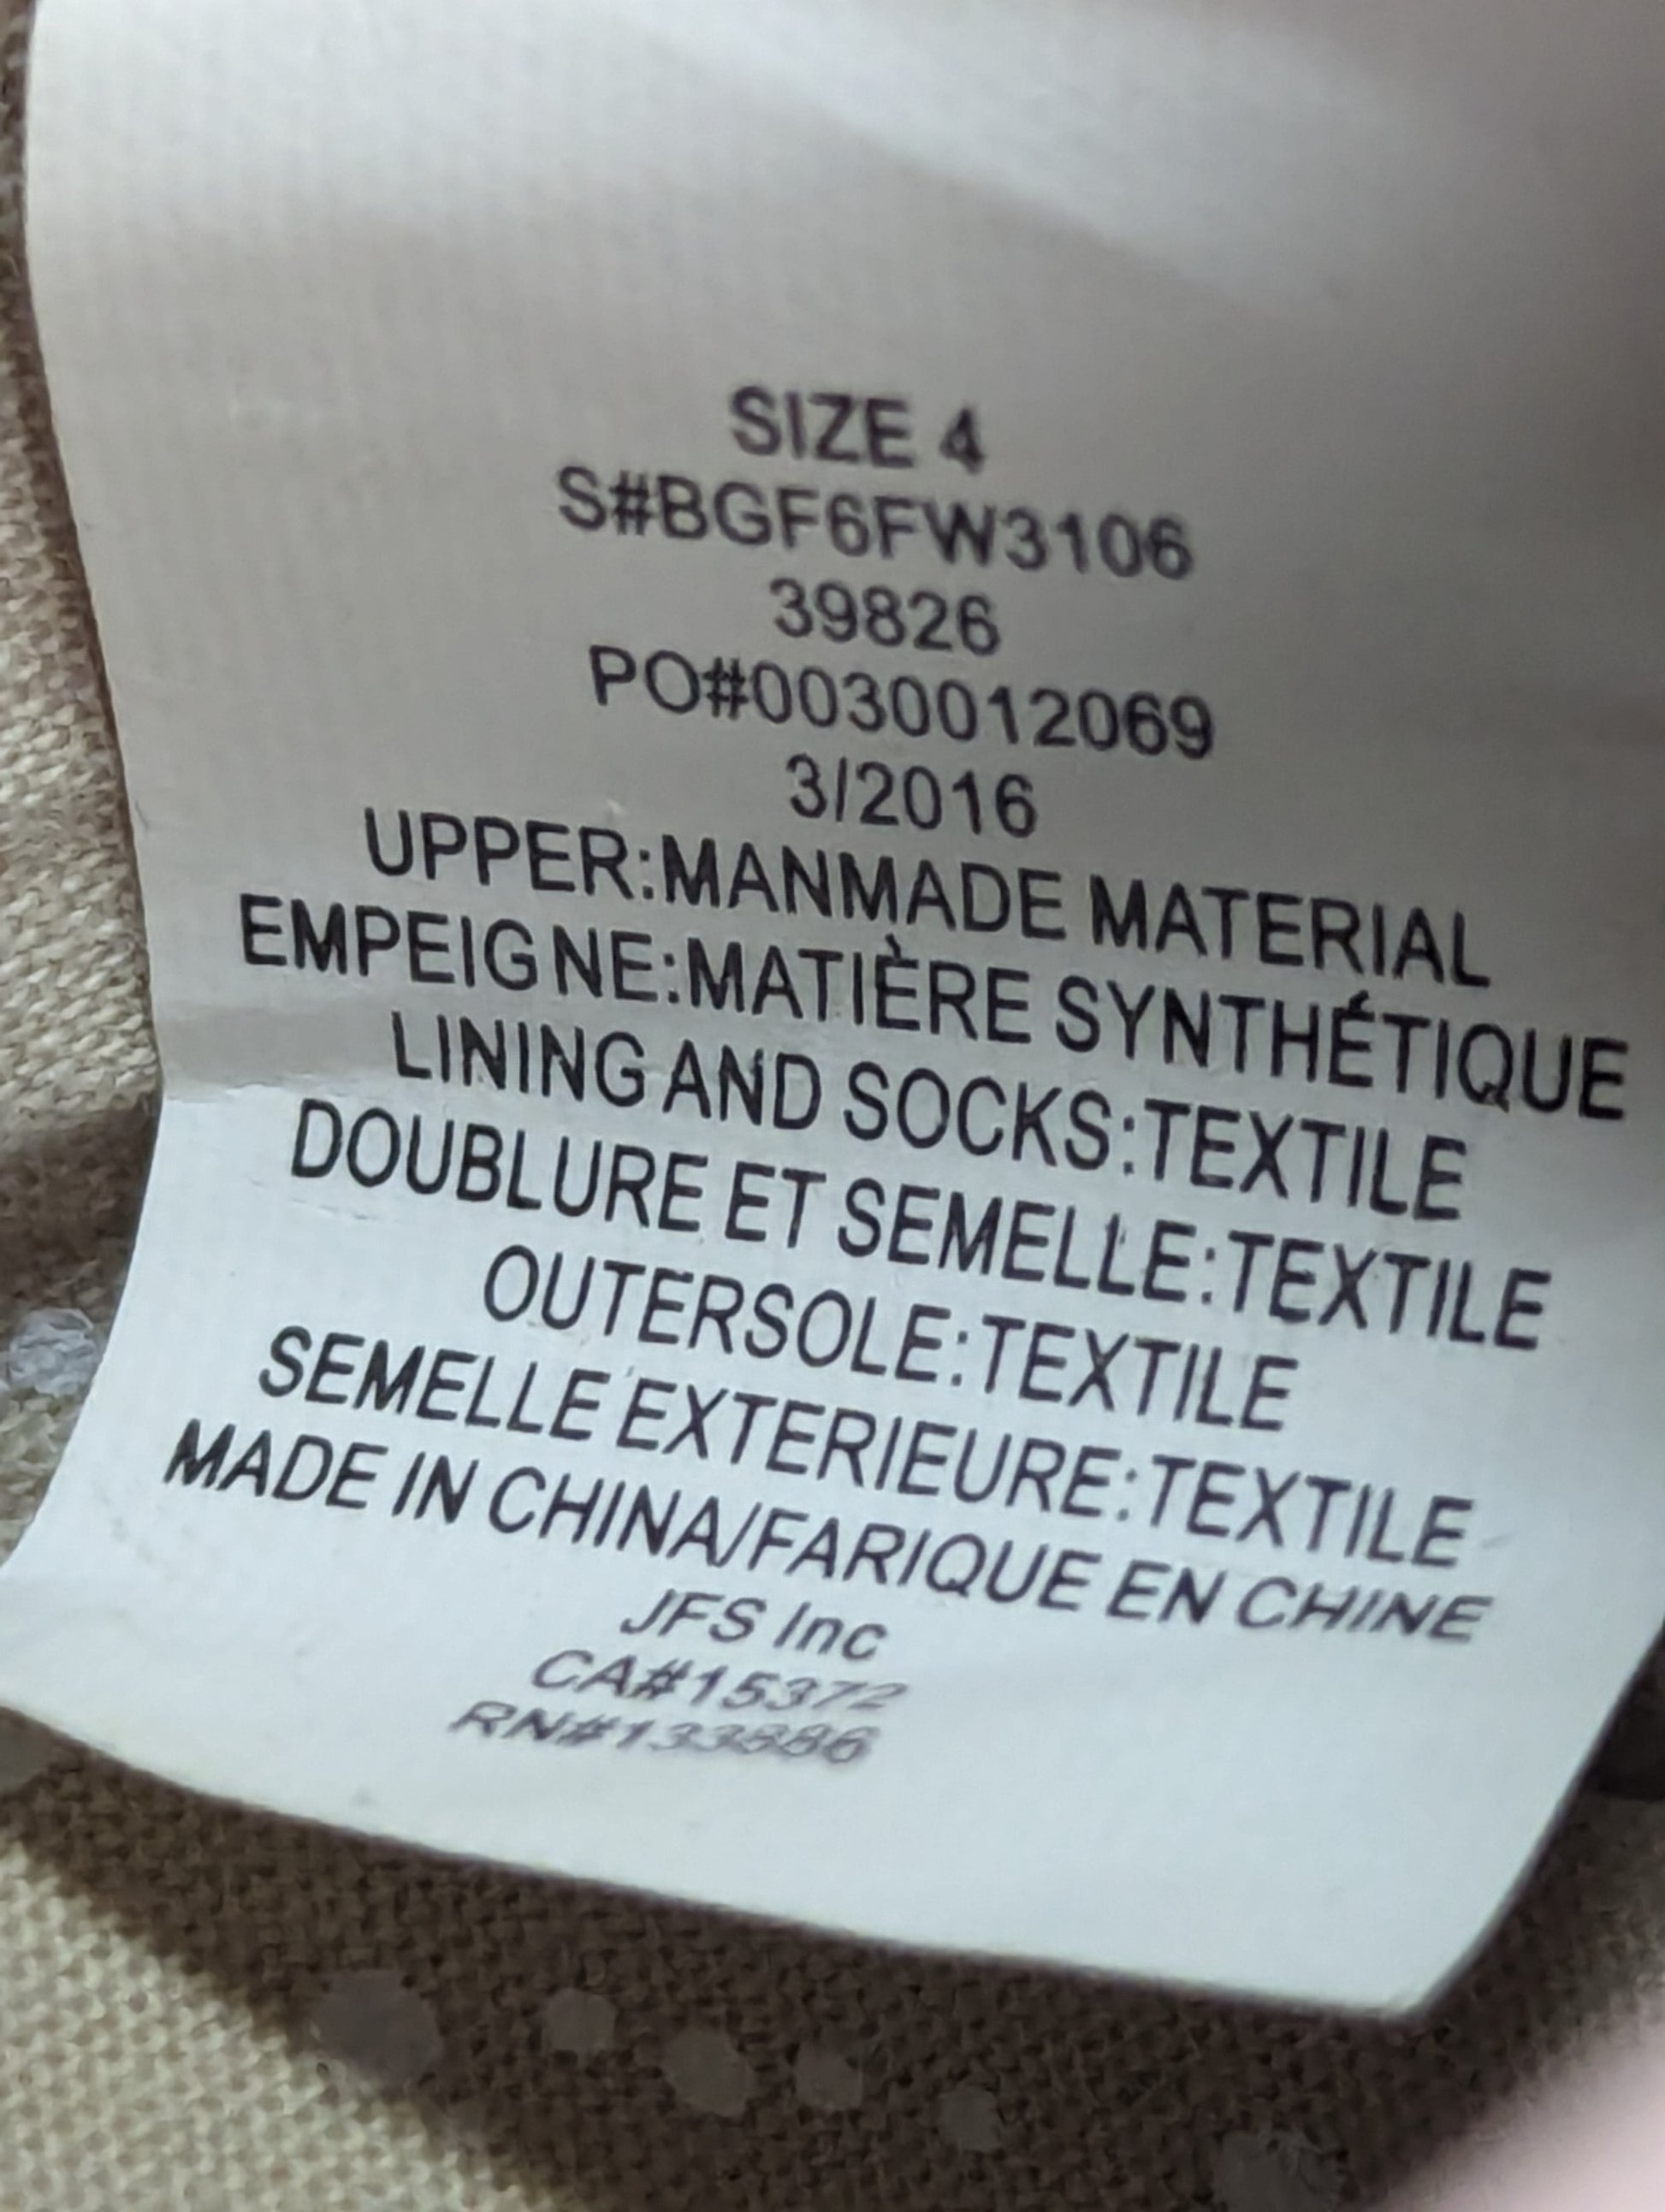 SIZE 4
S#BGF6FW3106
39826
PO#0030012069
3/2016
UPPER:MANMADE MATERIAL
EMPEIGNE:MATIÈRE SYNTHÉTIQUE
LINING AND SOCKS:TEXTILE
DOUBLURE ET SEMELLE:TEXTILE
OUTERSOLE:TEXTILE
SEMELLE EXTERIEURE:TEXTILE
MADE IN CHINA/FARIQUE EN CHINE
JFS Inc
CA#15372
RN#133886